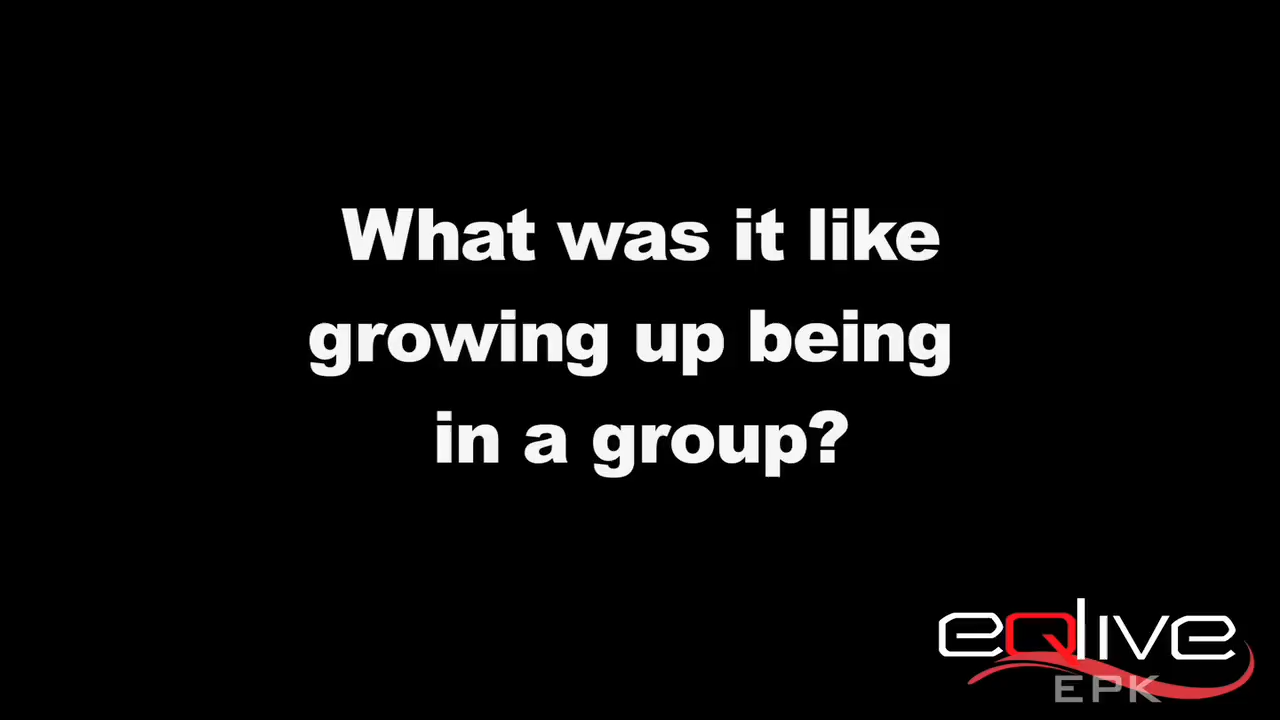 What was it like
growing up being
in a group?
eQlive
EPK